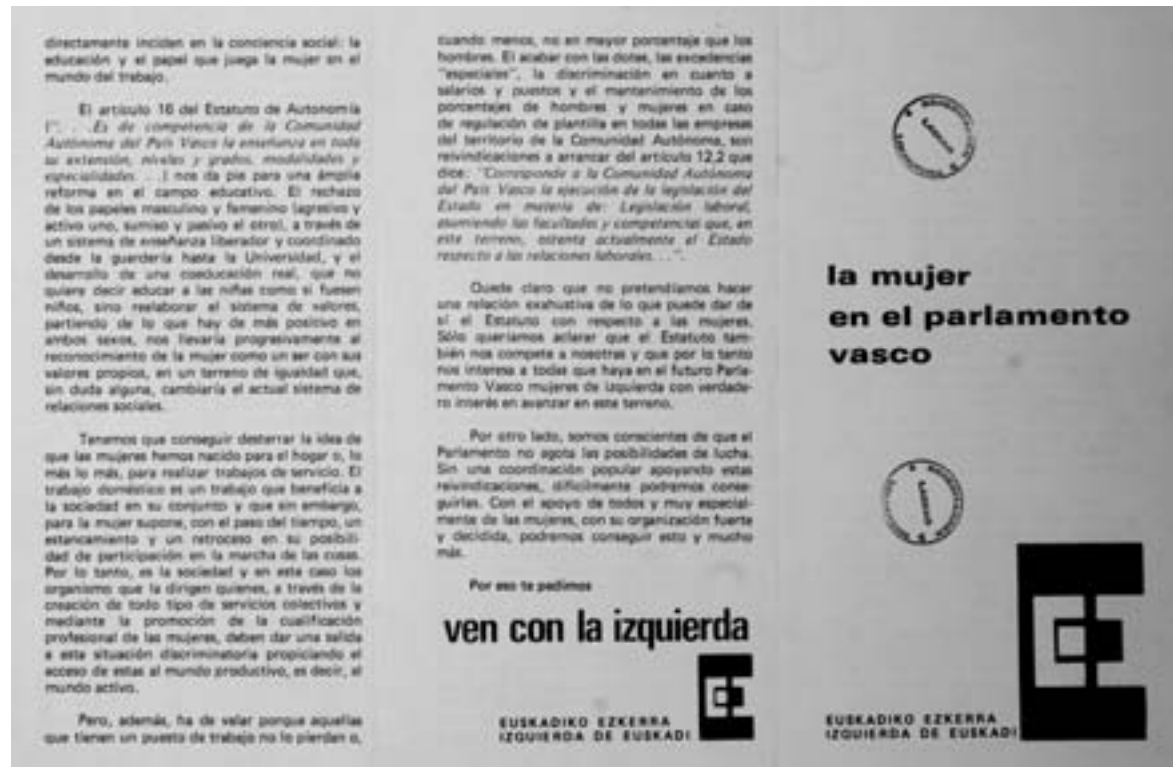 directamente inciden en la conciencia social: la
educación y el papel que juega la mujer en el
mundo del trabajo.
El artículo 16 del Estatuto de Autonomía
(". . .Es de competencia de la Comunidad
Autónoma del País Vasco la enseñanza en toda
su extensión, niveles y grados, modalidades y
especialidades. . .) nos da pie para una ámplia
reforma en el campo educativo. El rechazo
de los papeles masculino y femenino (agresivo y
activo uno, sumiso y pasivo el otro), a través de
un sistema de enseñanza liberador y coordinado
desde la guardería hasta la Universidad, y el
desarrollo de una coeducación real, que no
quiere decir educar a las niñas como si fuesen
niños, sino reelaborar el sistema de valores,
partiendo de lo que hay de más positivo en
ambos sexos, nos llevaría progresivamente al
reconocimiento de la mujer como un ser con sus
valores propios, en un terreno de igualdad que,
sin duda alguna, cambiaría el actual sistema de
relaciones sociales.
Tenemos que conseguir desterrar la idea de
que las mujeres hemos nacido para el hogar o, lo
más lo más, para realizar trabajos de servicio. El
trabajo doméstico es un trabajo que beneficia a
la sociedad en su conjunto y que sin embargo,
para la mujer supone, con el paso del tiempo, un
estancamiento y un retroceso en su posibili-
dad de participación en la marcha de las cosas.
Por lo tanto, es la sociedad y en este caso los
organismo que la dirigen quienes, a través de la
creación de todo tipo de servicios colectivos y
mediante la promoción de la cualificación
profesional de las mujeres, deben dar una salida
a esta situación discriminatoria propiciando el
acceso de estas al mundo productivo, es decir, al
mundo activo.
Pero, además, ha de velar porque aquellas
que tienen un puesto de trabajo no lo pierdan o,
cuando menos, no en mayor porcentaje que los
hombres. El acabar con las dotes, las excedencias
"especiales", la discriminación en cuanto a
salarios y puestos y el mantenimiento de los
porcentajes de hombres y mujeres en caso
de regulación de plantilla en todas las empresas
del territorio de la Comunidad Autónoma, son
reivindicaciones a arrancar del artículo 12,2 que
dice: "Corresponde a la Comunidad Autónoma
del País Vasco la ejecución de la legislación del
Estado en materia de: Legislación laboral,
asumiendo las facultades y competencias que, en
este terreno, ostenta actualmente el Estado
respecto a las relaciones laborales. . .".
Quede claro que no pretendíamos hacer
una relación exahustiva de lo que puede dar de
sí el Estatuto con respecto a las mujeres.
Sólo queríamos aclarar que el Estatuto tam-
bién nos compete a nosotras y que por lo tanto
nos interesa a todas que haya en el futuro Parla-
mento Vasco mujeres de izquierda con verdade-
ro interés en avanzar en este terreno.
Por otro lado, somos conscientes de que el
Parlamento no agota las posibilidades de lucha.
Sin una coordinación popular apoyando estas
reivindicaciones, difícilmente podremos conse-
guirlas. Con el apoyo de todos y muy especial-
mente de las mujeres, con su organización fuerte
y decidida, podremos conseguir esto y mucho
más.
Por eso te pedimos
ven con la izquierda
EUSKADIKO EZKERRA
IZQUIERDA DE EUSKADI
la mujer
en el parlamento
vasco
EUSKADIKO EZKERRA
IZQUIERDA DE EUSKADI